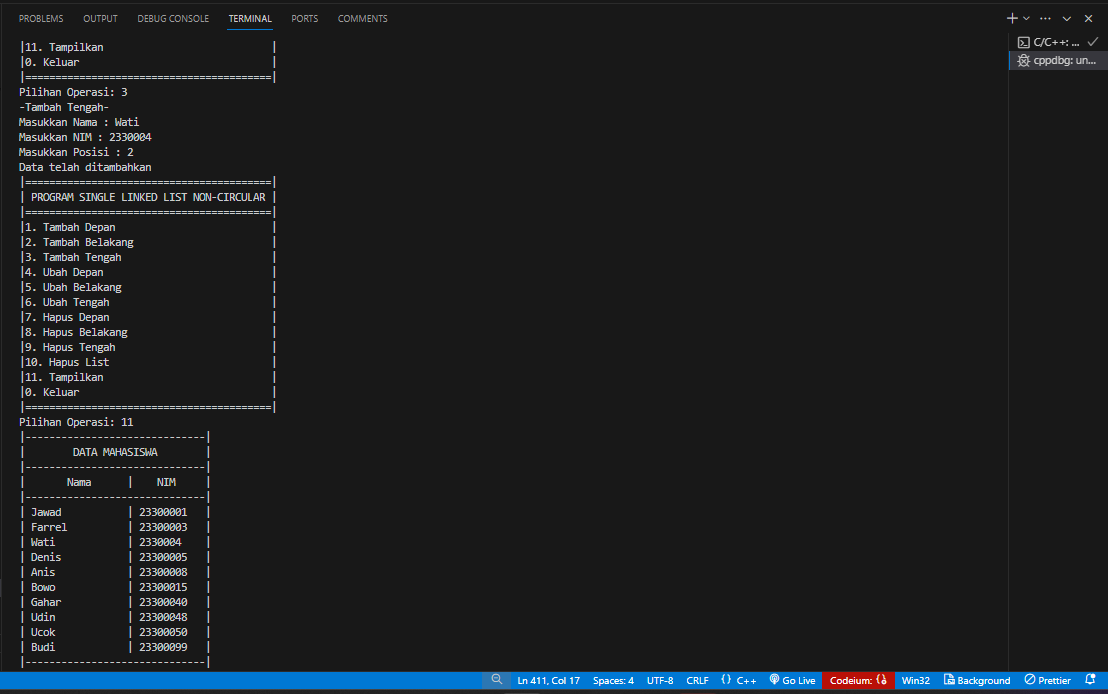 PROBLEMS OUTPUT DEBUG CONSOLE TERMINAL PORTS COMMENTS
C/C++: ...
cppdbg: un...
|11. Tampilkan |
|0. Keluar |
|=========================================|
Pilihan Operasi: 3
-Tambah Tengah-
Masukkan Nama : Wati
Masukkan NIM : 2330004
Masukkan Posisi : 2
Data telah ditambahkan
|=========================================|
| PROGRAM SINGLE LINKED LIST NON-CIRCULAR |
|=========================================|
|1. Tambah Depan |
|2. Tambah Belakang |
|3. Tambah Tengah |
|4. Ubah Depan |
|5. Ubah Belakang |
|6. Ubah Tengah |
|7. Hapus Depan |
|8. Hapus Belakang |
|9. Hapus Tengah |
|10. Hapus List |
|11. Tampilkan |
|0. Keluar |
|=========================================|
Pilihan Operasi: 11
|------------------------------|
| DATA MAHASISWA |
|------------------------------|
| Nama | NIM |
|------------------------------|
| Jawad | 23300001 |
| Farrel | 23300003 |
| Wati | 2330004 |
| Denis | 23300005 |
| Anis | 23300008 |
| Bowo | 23300015 |
| Gahar | 23300040 |
| Udin | 23300048 |
| Ucok | 23300050 |
| Budi | 23300099 |
|------------------------------|
Ln 411, Col 17 Spaces: 4 UTF-8 CRLF {} C++ Go Live Codeium: {} Win32 Background Prettier